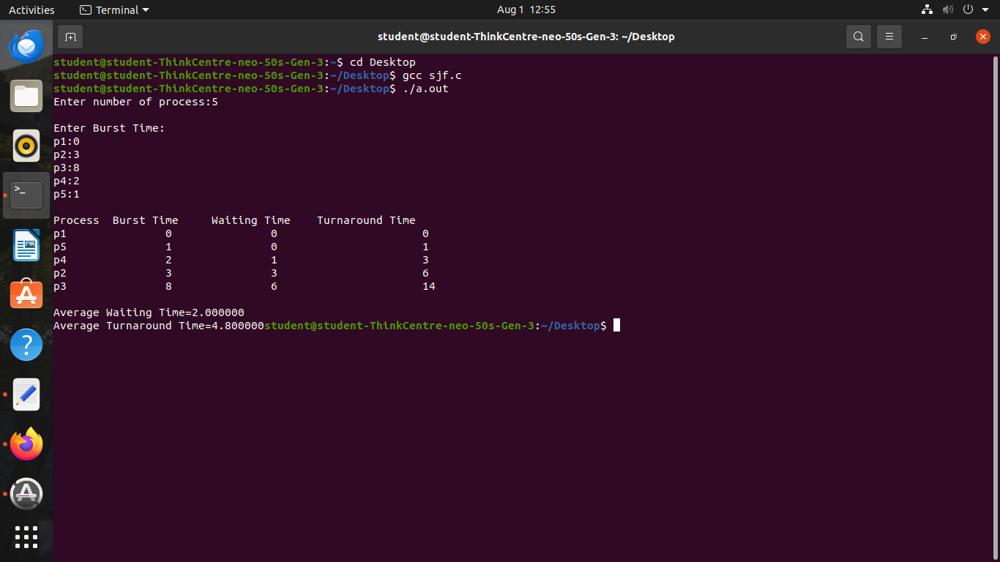 Activities Terminal Aug 1 12:55
student@student-ThinkCentre-neo-50s-Gen-3: ~/Desktop
student@student-ThinkCentre-neo-50s-Gen-3:~$ cd Desktop
student@student-ThinkCentre-neo-50s-Gen-3:~/Desktop$ gcc sjf.c
student@student-ThinkCentre-neo-50s-Gen-3:~/Desktop$ ./a.out
Enter number of process:5
Enter Burst Time:
p1:0
p2:3
p3:8
p4:2
p5:1
Process Burst Time Waiting Time Turnaround Time
p1 0 0 0
p5 1 0 1
p4 2 1 3
p2 3 3 6
p3 8 6 14
Average Waiting Time=2.000000
Average Turnaround Time=4.800000student@student-ThinkCentre-neo-50s-Gen-3:~/Desktop$